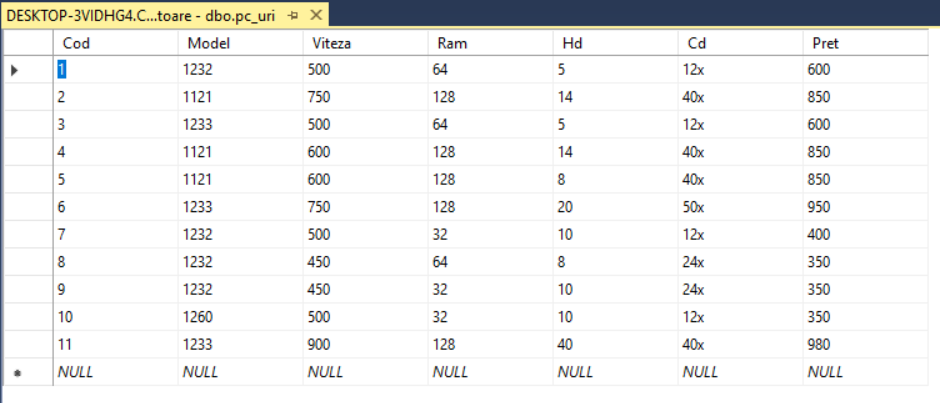 DESKTOP-3VIDHG4.C...toare - dbo.pc_uri
Cod Model Viteza Ram Hd Cd Pret
1 1232 500 64 5 12x 600
2 1121 750 128 14 40x 850
3 1233 500 64 5 12x 600
4 1121 600 128 14 40x 850
5 1121 600 128 8 40x 850
6 1233 750 128 20 50x 950
7 1232 500 32 10 12x 400
8 1232 450 64 8 24x 350
9 1232 450 32 10 24x 350
10 1260 500 32 10 12x 350
11 1233 900 128 40 40x 980
NULL NULL NULL NULL NULL NULL NULL